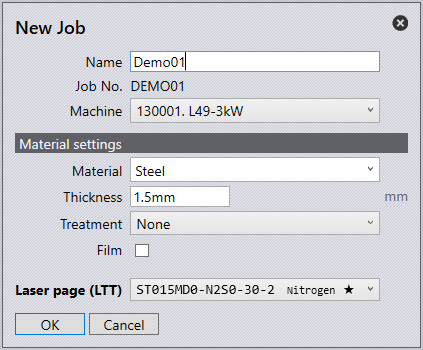 New Job
Name Demo01
Job No. DEMO01
Machine 130001. L49-3kW
Material settings
Material Steel
Thickness 1.5mm mm
Treatment None
Film
Laser page (LTT) ST015MD0-N2S0-30-2 Nitrogen ★
OK Cancel